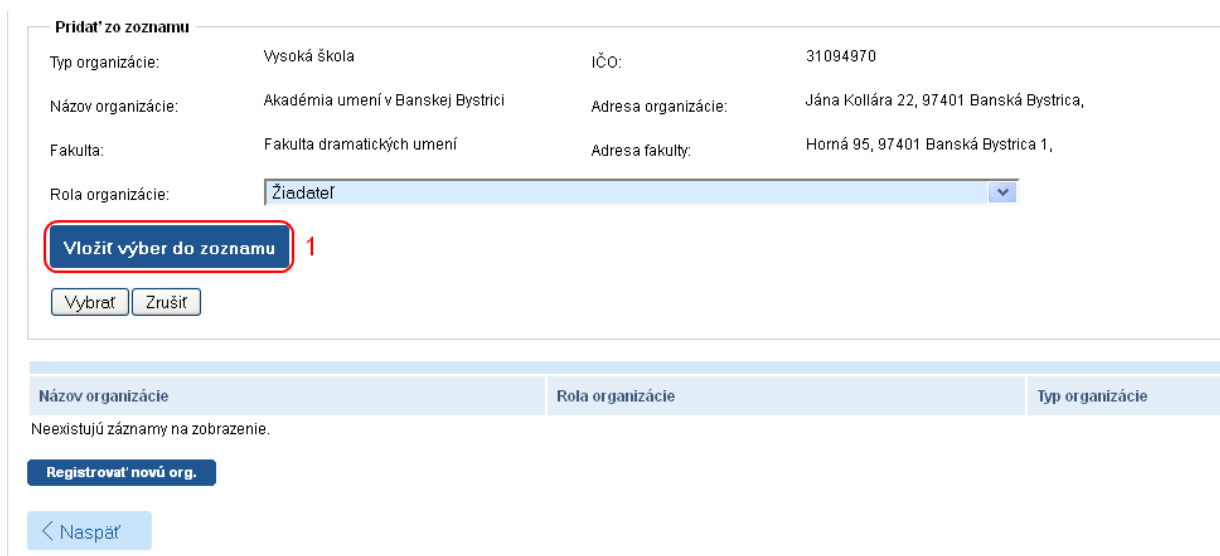 Pridať zo zoznamu
Typ organizácie: Vysoká škola IČO: 31094970
Názov organizácie: Akadémia umení v Banskej Bystrici Adresa organizácie: Jána Kollára 22, 97401 Banská Bystrica,
Fakulta: Fakulta dramatických umení Adresa fakulty: Horná 95, 97401 Banská Bystrica 1,
Rola organizácie: Žiadateľ
Vložiť výber do zoznamu 1
Vybrať Zrušiť
Názov organizácie Rola organizácie Typ organizácie
Neexistujú záznamy na zobrazenie.
Registrovať novú org.
< Naspäť